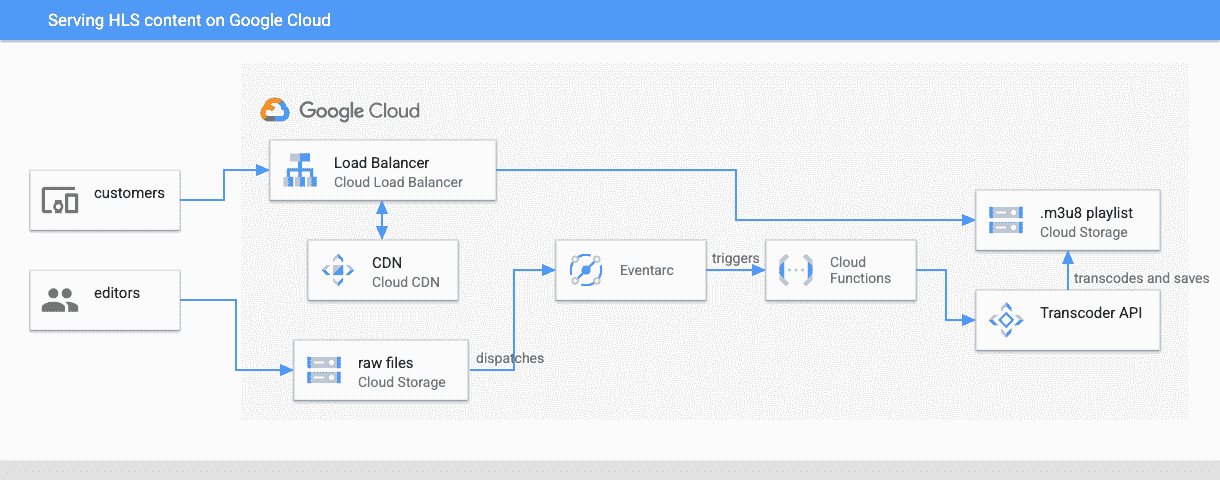 Serving HLS content on Google Cloud
Google Cloud
Load Balancer
Cloud Load Balancer
customers
.m3u8 playlist
Cloud Storage
CDN
Cloud CDN
Eventarc
triggers
Cloud
Functions
transcodes and saves
editors
Transcoder API
raw files
Cloud Storage
dispatches